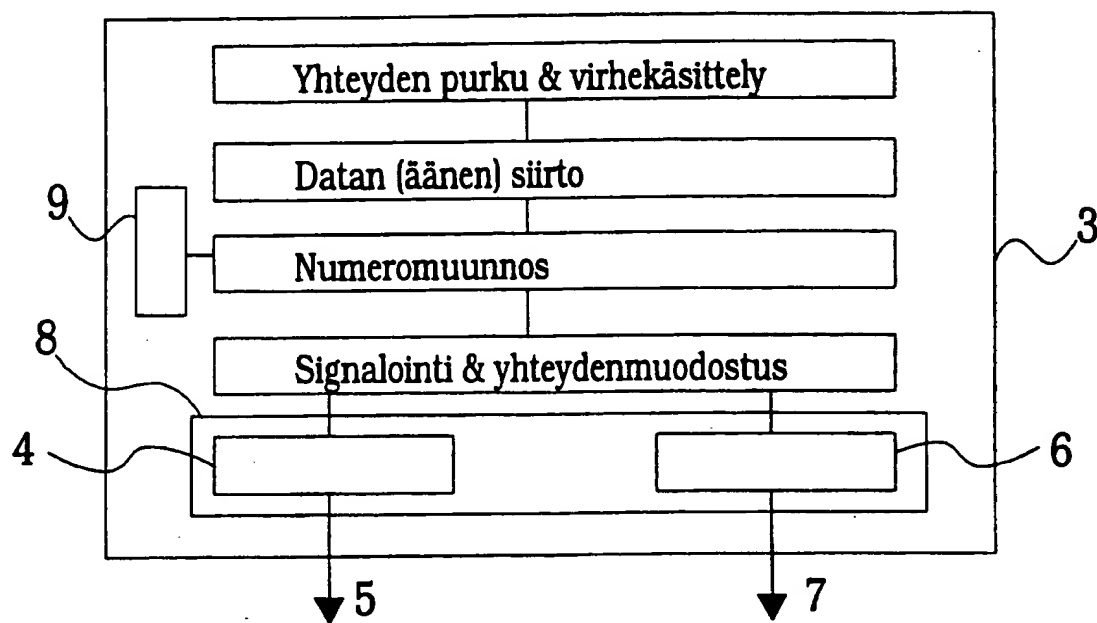 Yhteyden purku & virhekäsittely
Datan (äänen) siirto
9
3
Numeromuunnos
8
Signalointi & yhteydenmuodostus
4
6
5
7